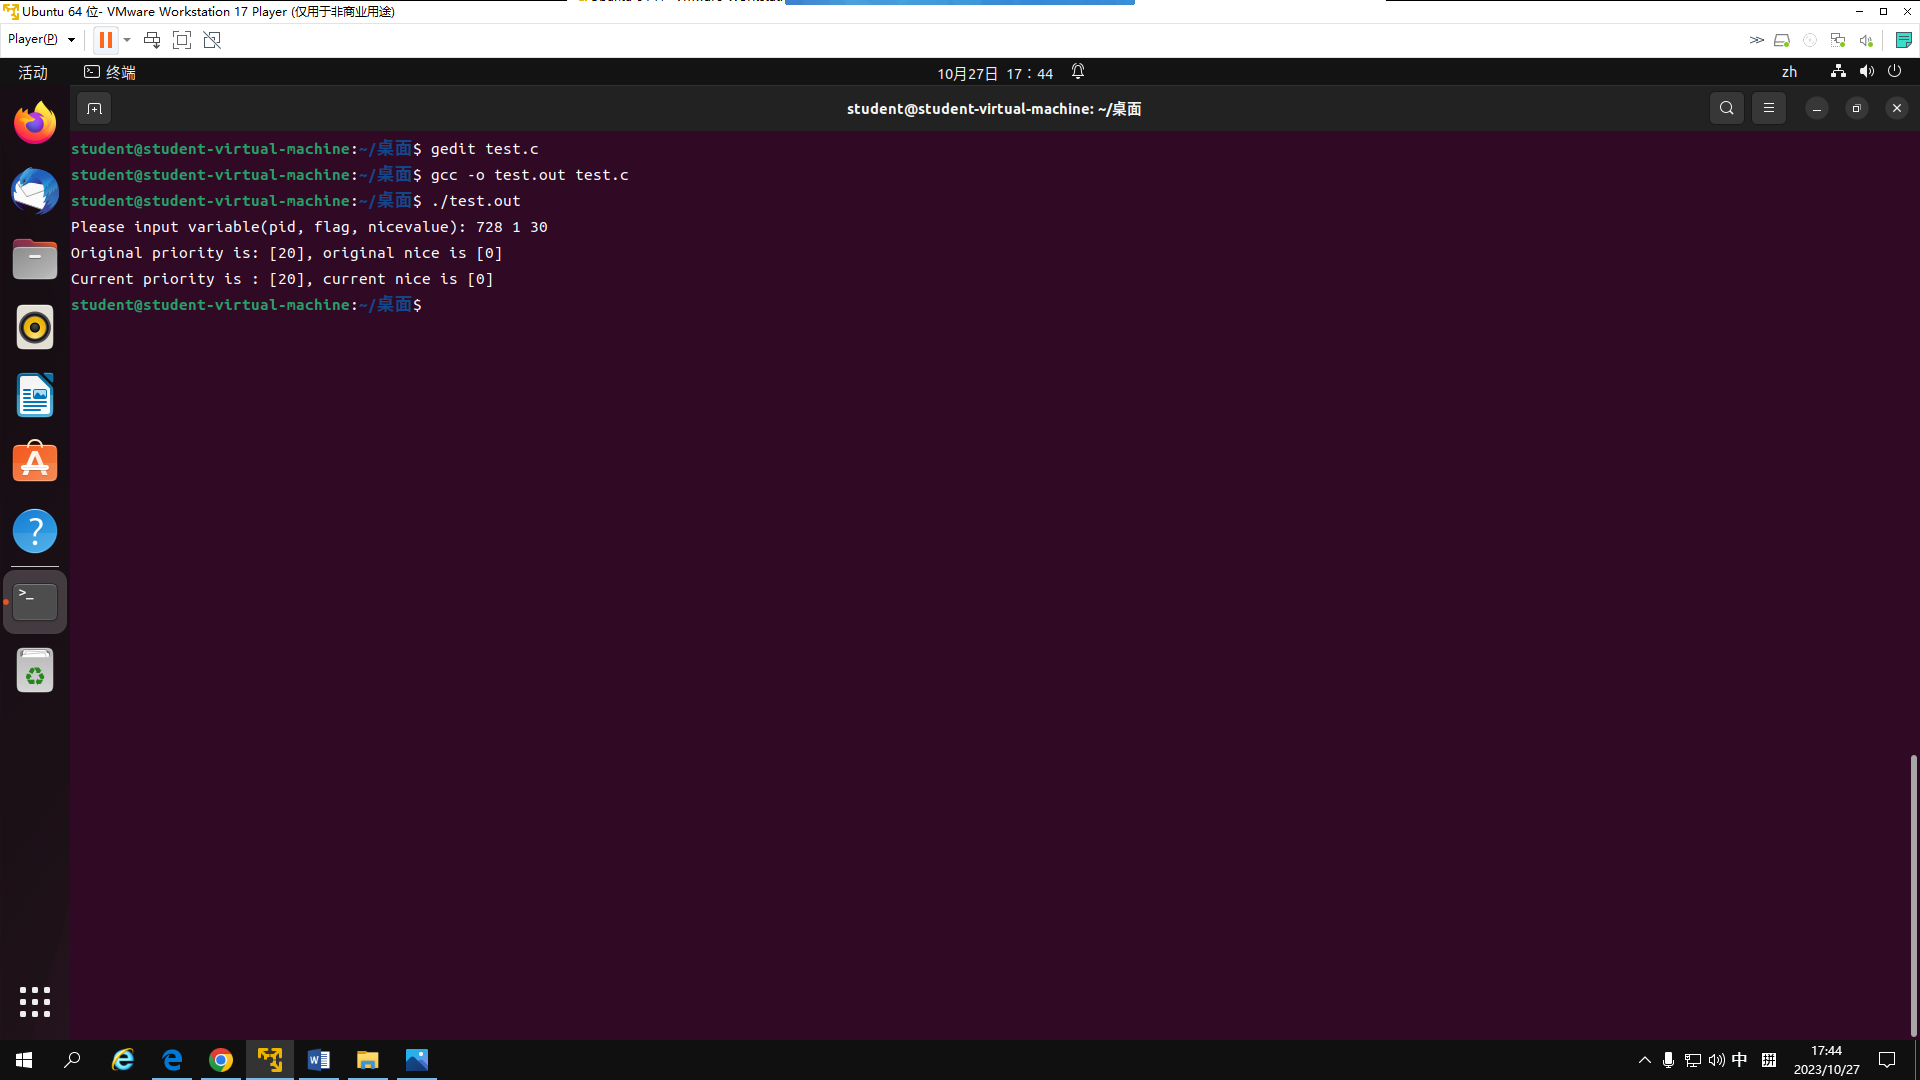 Ubuntu 64 位- VMware Workstation 17 Player (仅用于非商业用途)
Player(P)
活动
终端
10月27日 17：44
zh
student@student-virtual-machine: ~/桌面
student@student-virtual-machine:~/桌面$ gedit test.c
student@student-virtual-machine:~/桌面$ gcc -o test.out test.c
student@student-virtual-machine:~/桌面$ ./test.out
Please input variable(pid, flag, nicevalue): 728 1 30
Original priority is: [20], original nice is [0]
Current priority is : [20], current nice is [0]
student@student-virtual-machine:~/桌面$
中
17:44
2023/10/27